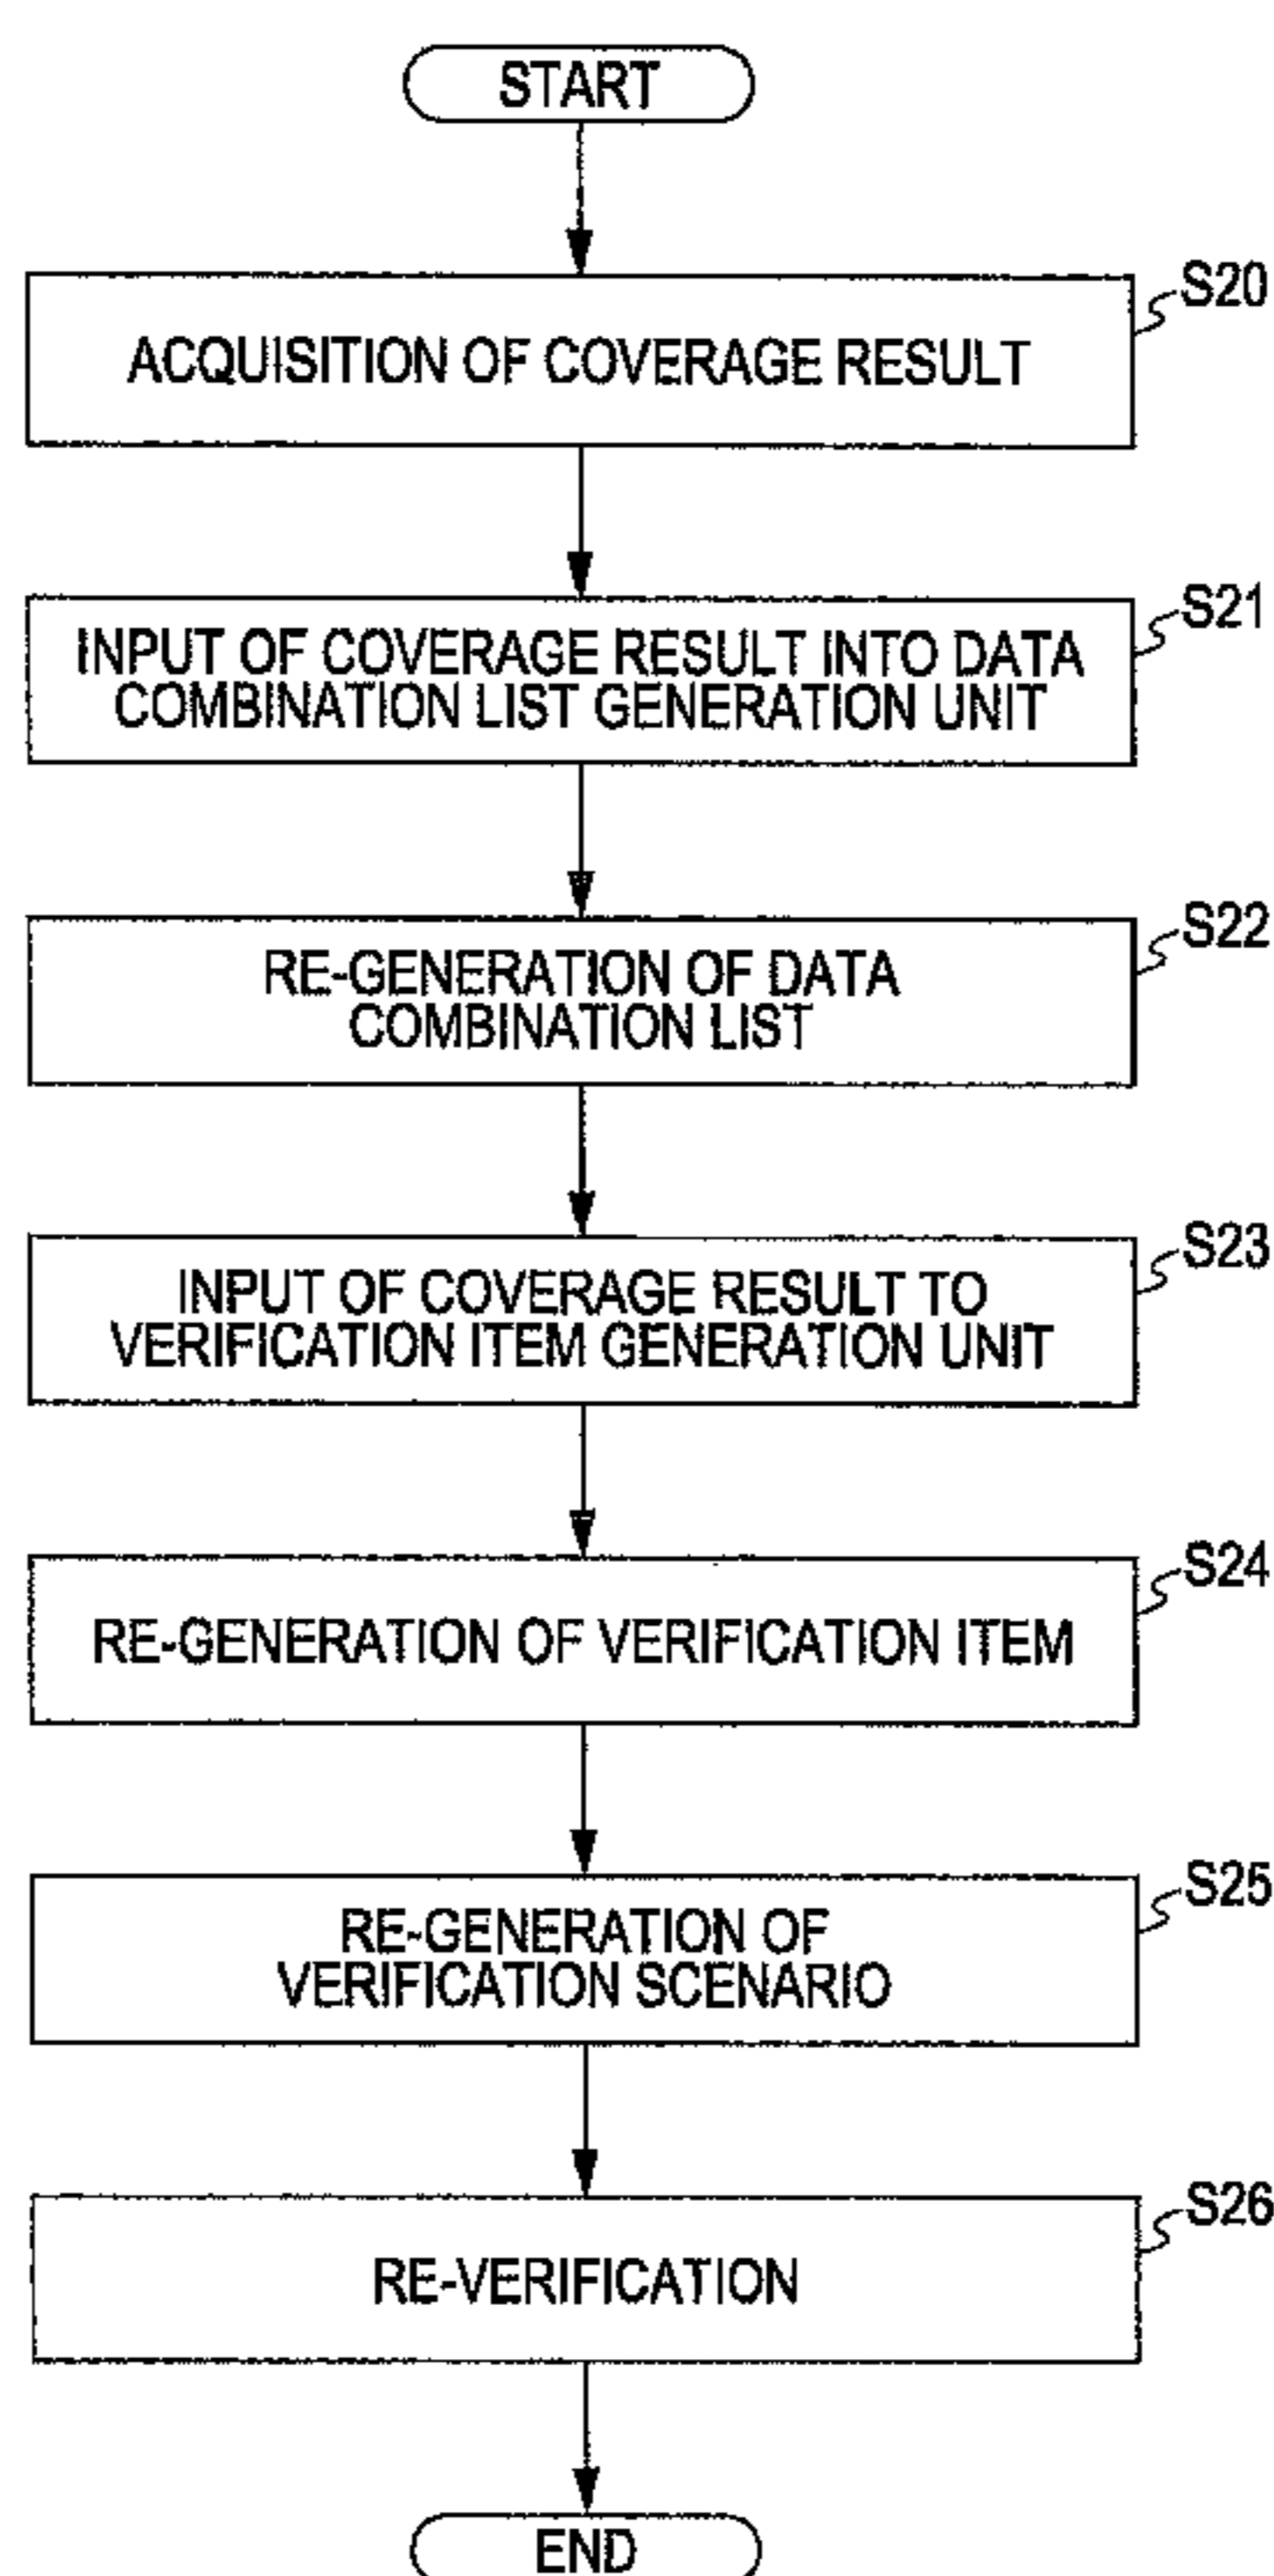 START
S20
ACQUISITION OF COVERAGE RESULT
S21
INPUT OF COVERAGE RESULT INTO DATA
COMBINATION LIST GENERATION UNIT
S22
RE-GENERATION OF DATA
COMBINATION LIST
S23
INPUT OF COVERAGE RESULT TO
VERIFICATION ITEM GENERATION UNIT
S24
RE-GENERATION OF VERIFICATION ITEM
S25
RE-GENERATION OF
VERIFICATION SCENARIO
S26
RE-VERIFICATION
END